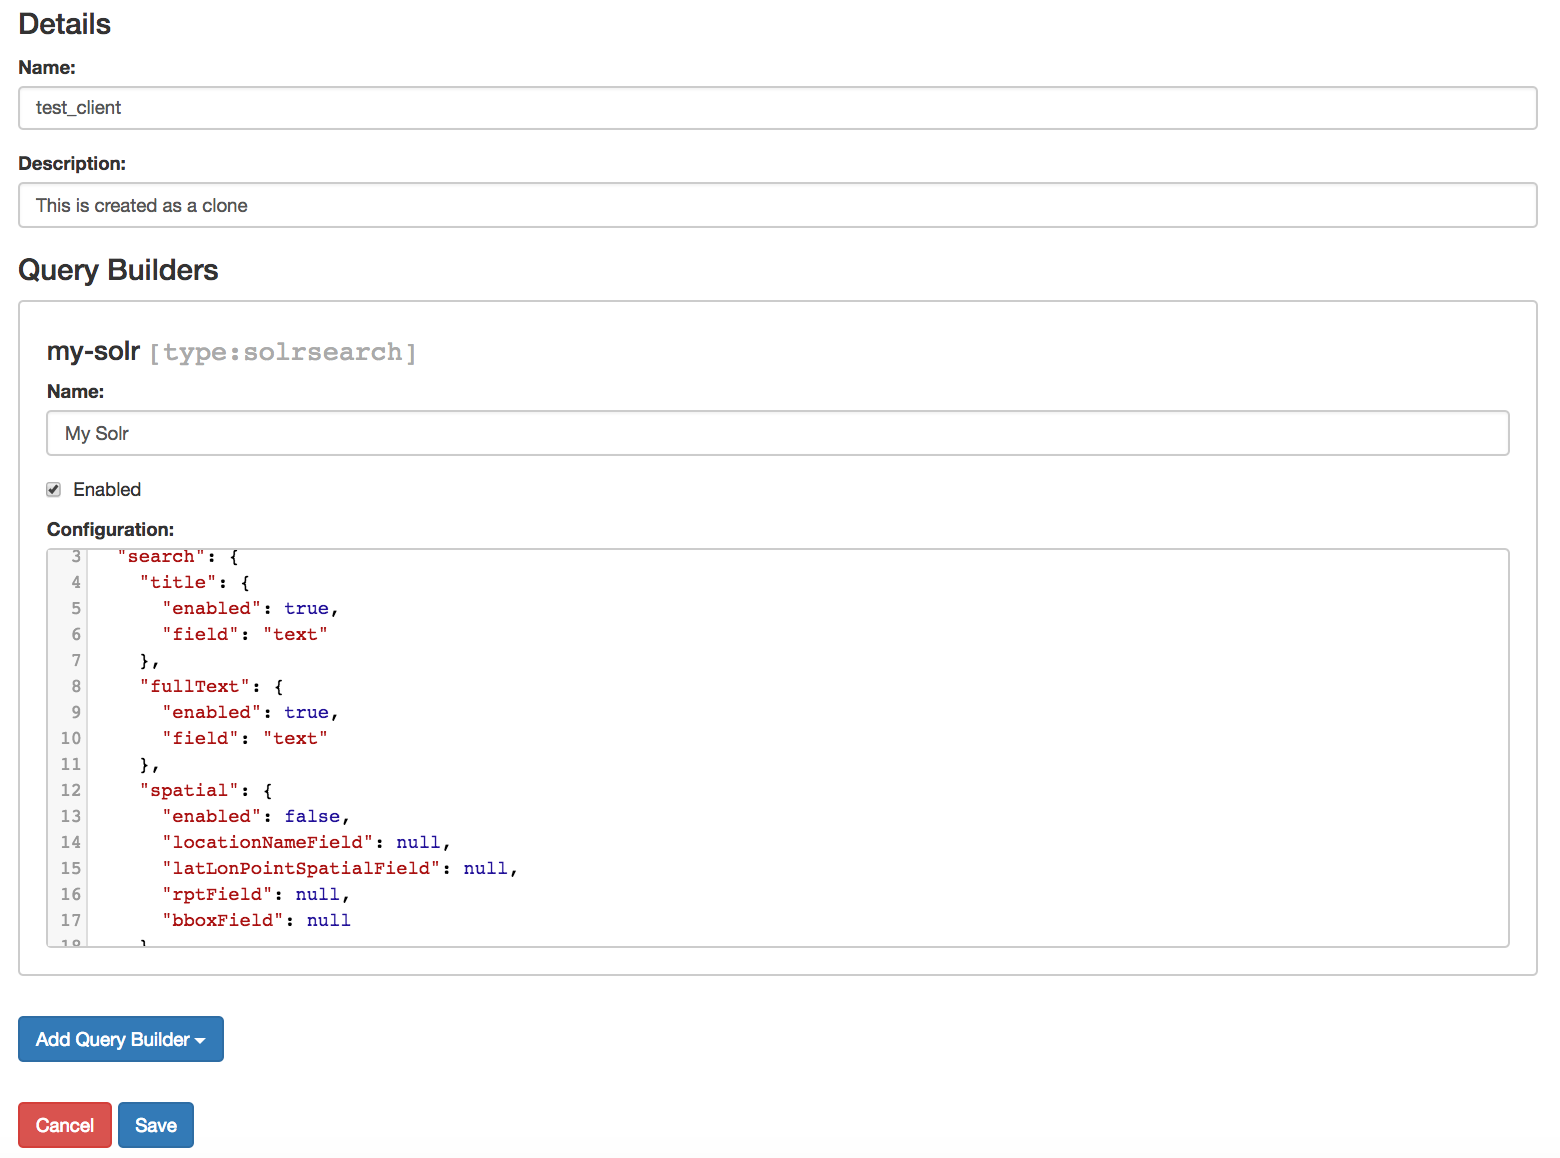 Details
Name:
test_client
Description:
This is created as a clone
Query Builders
my-solr [type:solrsearch]
Name:
My Solr
Enabled
Configuration:
3 "search": {
4 "title": {
5 "enabled": true,
6 "field": "text"
7 },
8 "fullText": {
9 "enabled": true,
10 "field": "text"
11 },
12 "spatial": {
13 "enabled": false,
14 "locationNameField": null,
15 "latLonPointSpatialField": null,
16 "rptField": null,
17 "bboxField": null
18 }
Add Query Builder
Cancel Save